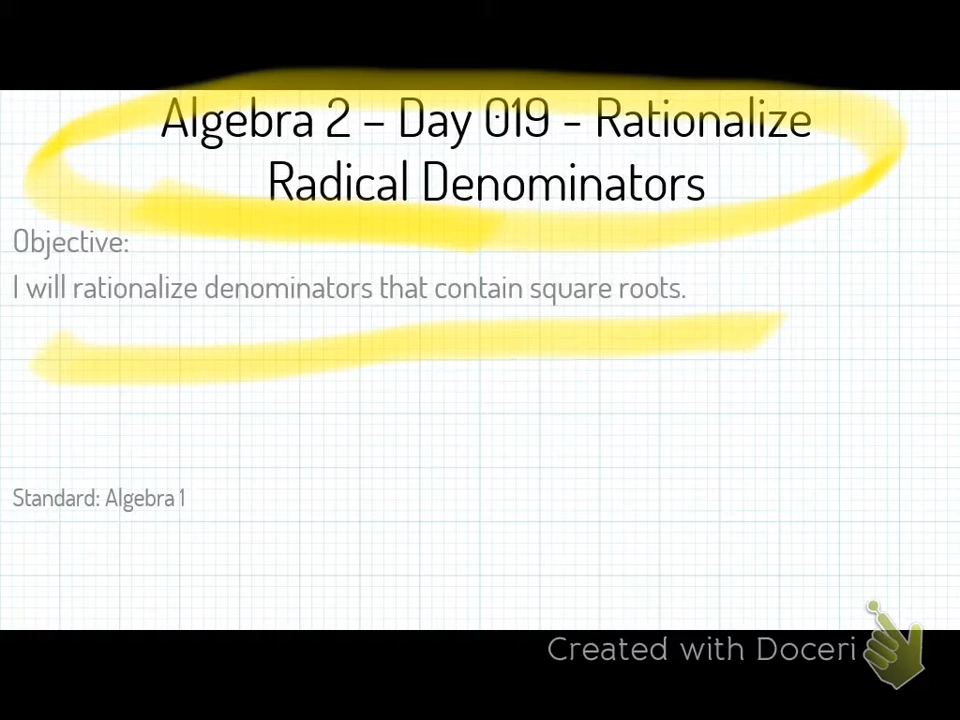 Algebra 2 – Day 019 - Rationalize
Radical Denominators
Objective:
I will rationalize denominators that contain square roots.
Standard: Algebra 1
Created with Doceri